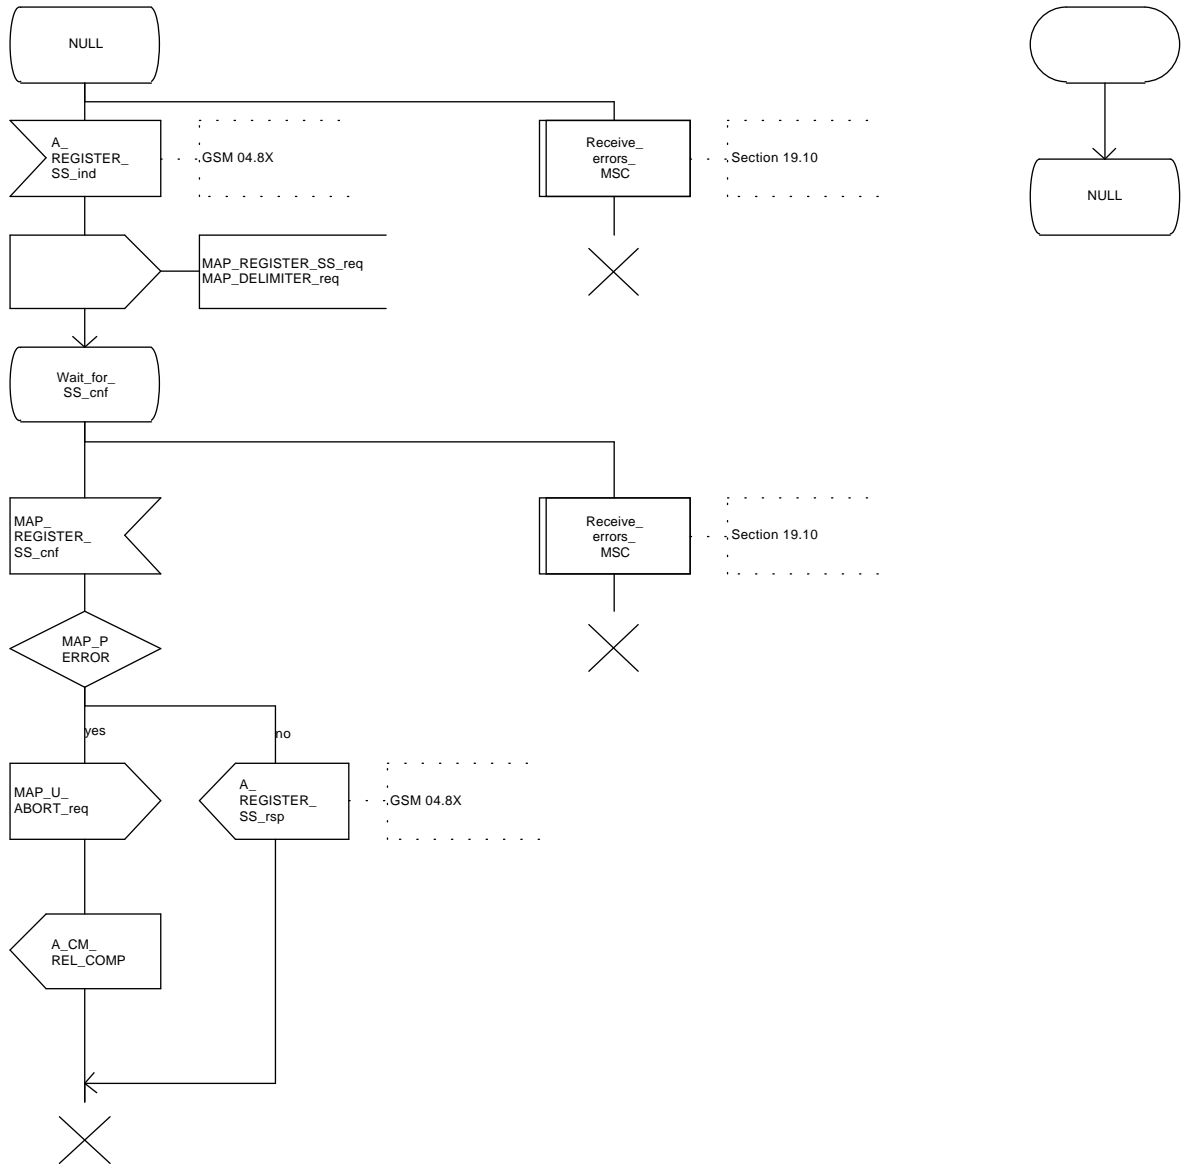 NULL
A_
REGISTER_
SS_ind
GSM 04.8X
Receive_
errors_
MSC
Section 19.10
NULL
MAP_REGISTER_SS_req
MAP_DELIMITER_req
Wait_for_
SS_cnf
MAP_
REGISTER_
SS_cnf
Receive_
errors_
MSC
Section 19.10
MAP_P
ERROR
yes
no
MAP_U_
ABORT_req
A_
REGISTER_
SS_rsp
GSM 04.8X
A_CM_
REL_COMP